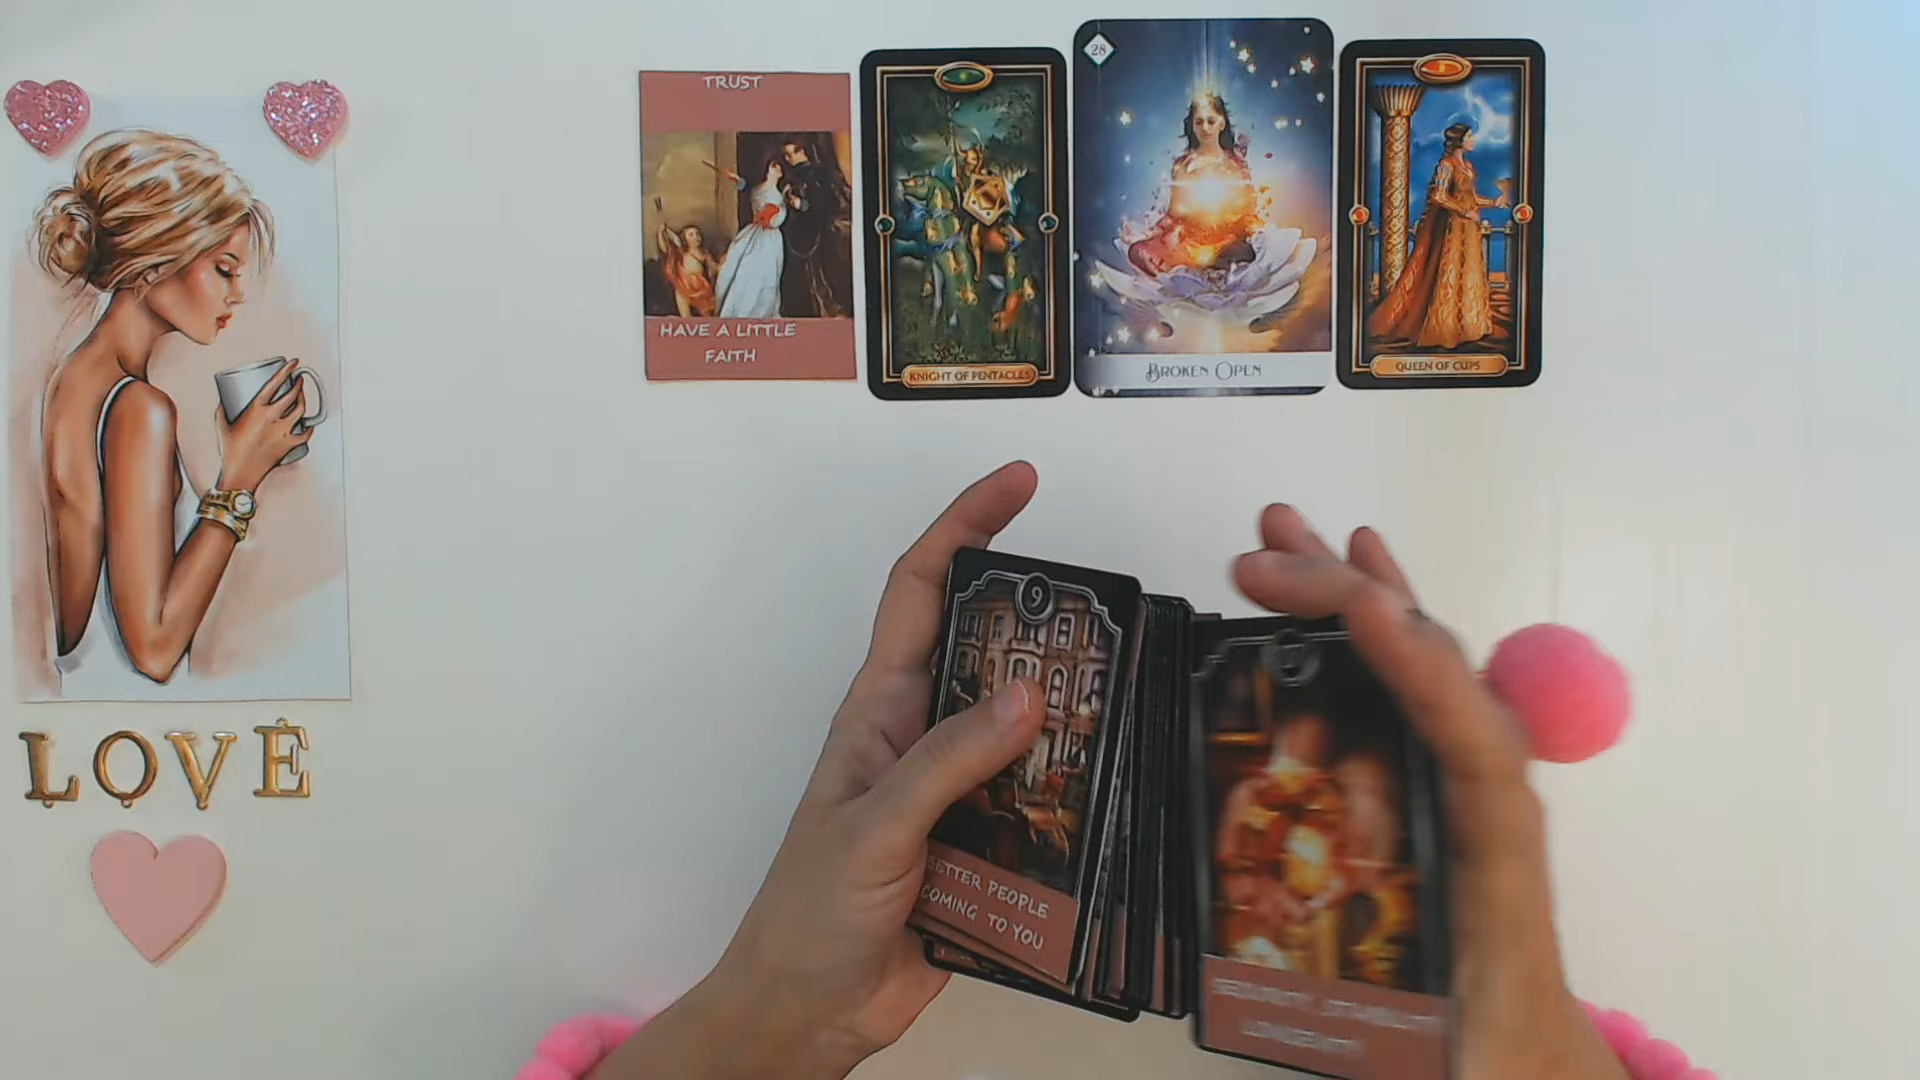 TRUST
HAVE A LITTLE
FAITH
KNIGHT OF PENTACLES
28
BROKEN OPEN
QUEEN OF CUPS
LOVE
9
BETTER PEOPLE
COMING TO YOU